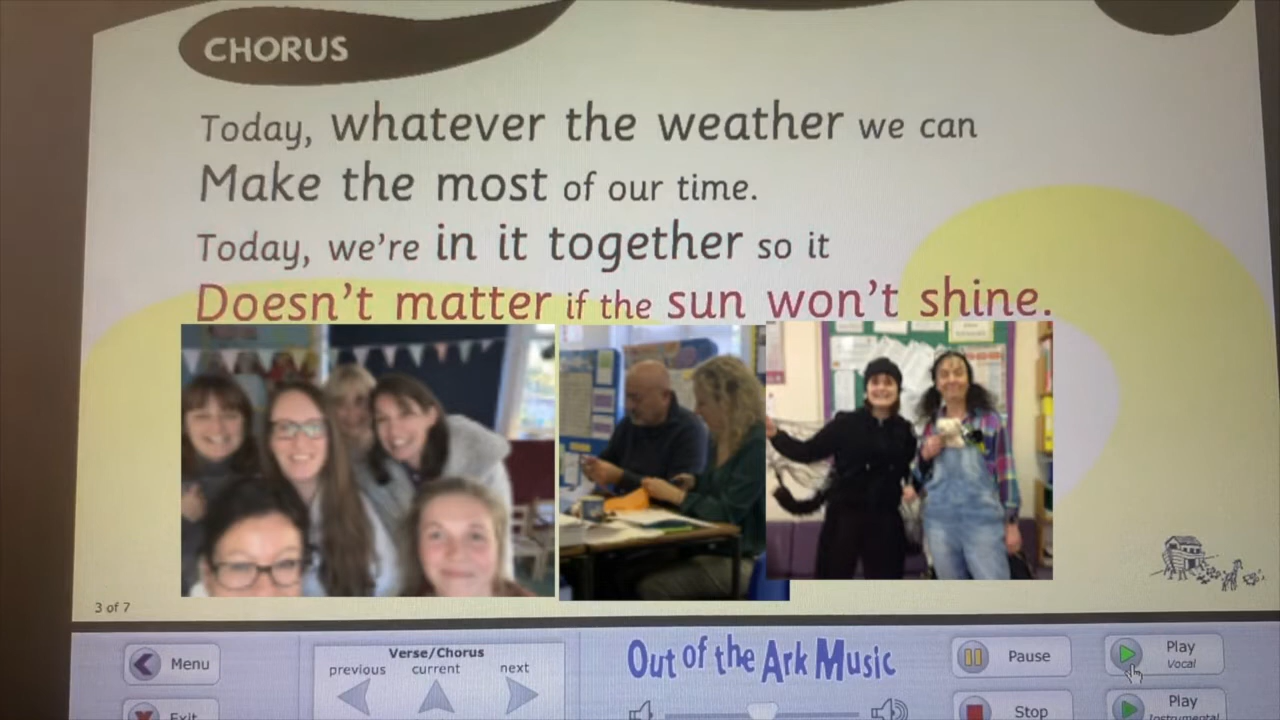 CHORUS
Today, whatever the weather we can
Make the most of our time.
Today, we're in it together so it
Doesn't matter if the sun won't shine.
3 of 7
Menu
Exit
Verse/Chorus
previous current next
Out of the Ark Music
Pause
Stop
Play
Vocal
Play
Instrumental